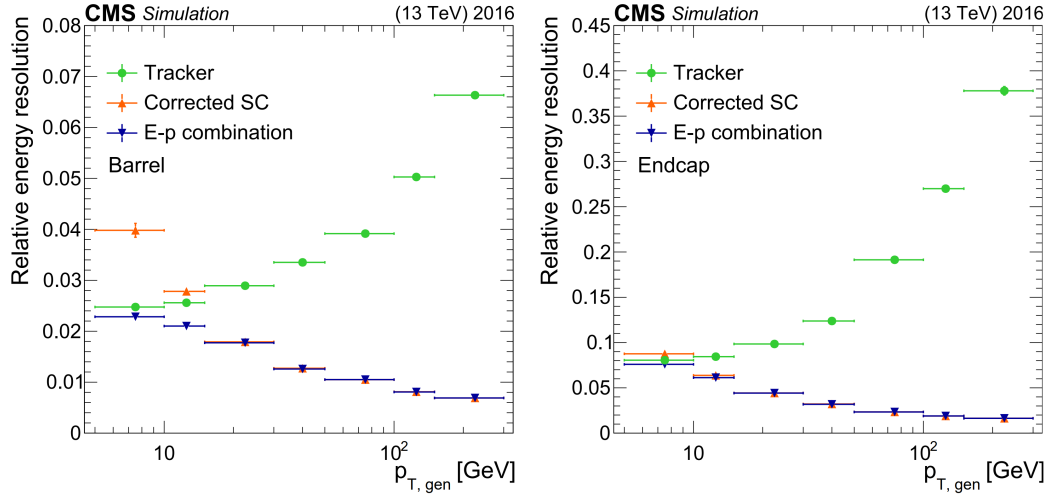 CMS Simulation (13 TeV) 2016
Relative energy resolution
0.08
0.07
0.06
0.05
0.04
0.03
0.02
0.01
0
Tracker
Corrected SC
E-p combination
Barrel
10
10²
p_T, gen [GeV]
CMS Simulation (13 TeV) 2016
Relative energy resolution
0.45
0.4
0.35
0.3
0.25
0.2
0.15
0.1
0.05
0
Tracker
Corrected SC
E-p combination
Endcap
10
10²
p_T, gen [GeV]